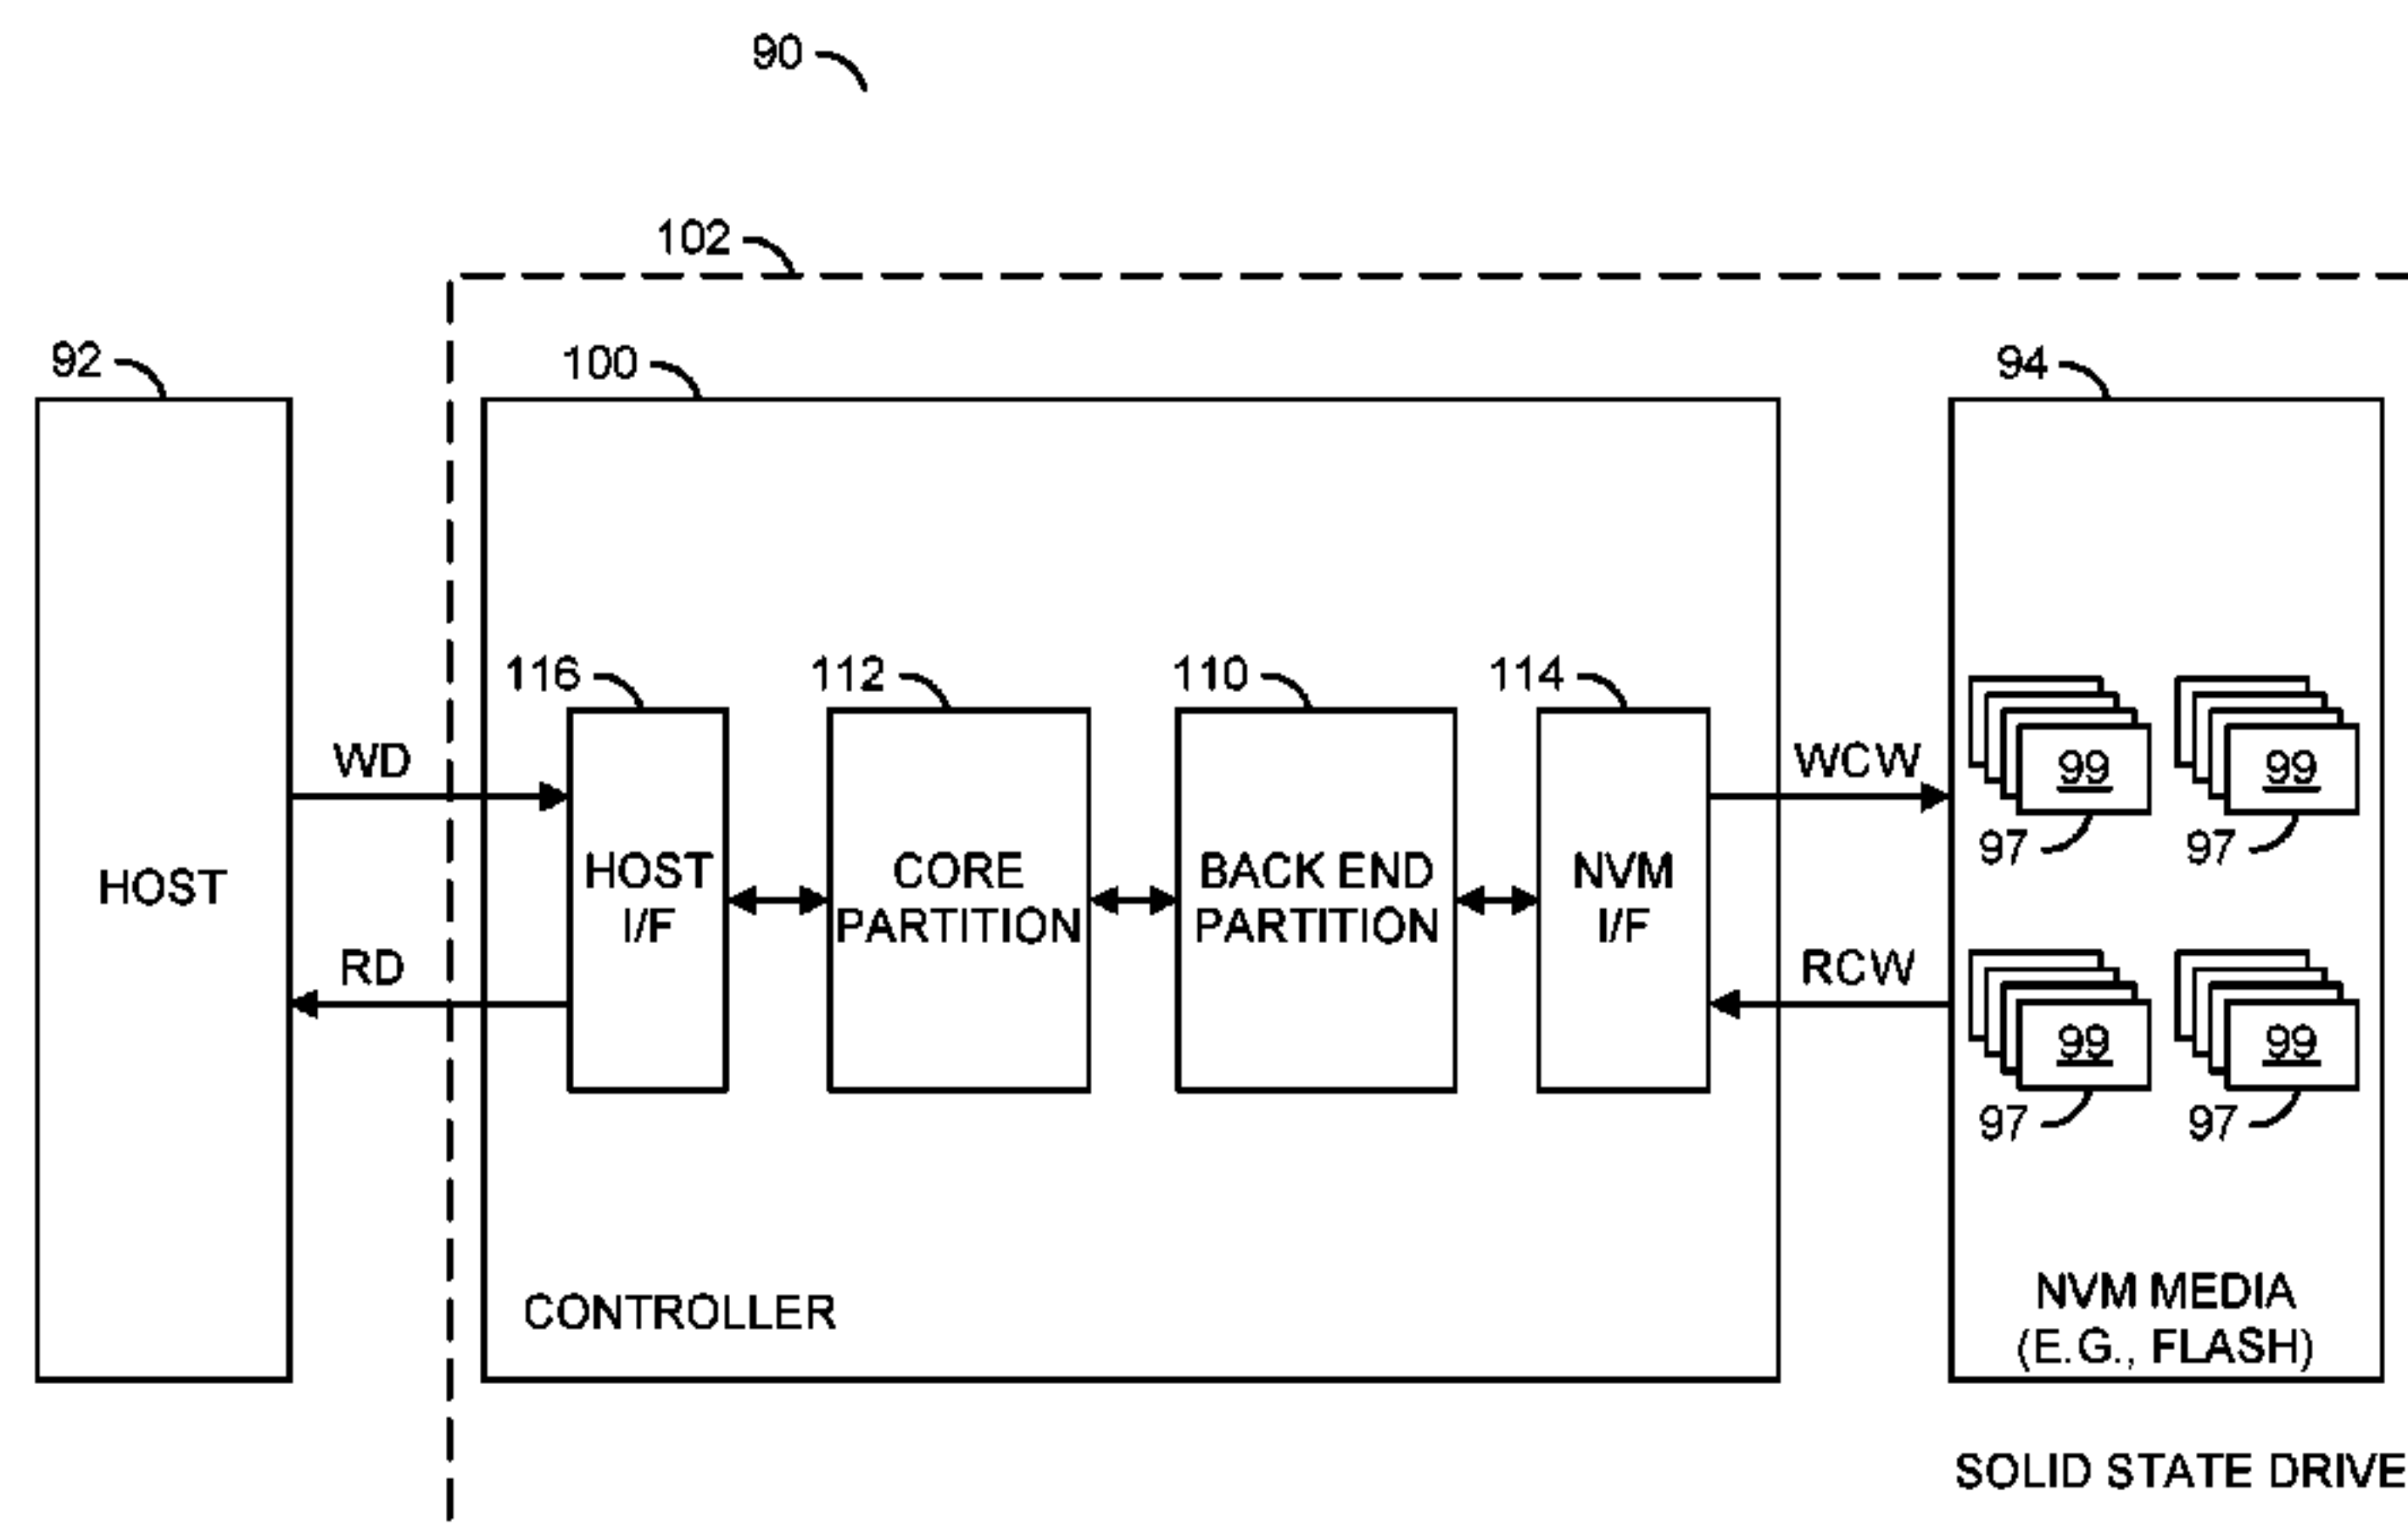 90
102
92
100
94
116
112
110
114
WD
WCW
99
99
97
97
HOST
HOST
I/F
CORE
PARTITION
BACK END
PARTITION
NVM
I/F
RD
RCW
99
99
97
97
CONTROLLER
NVM MEDIA
(E.G., FLASH)
SOLID STATE DRIVE